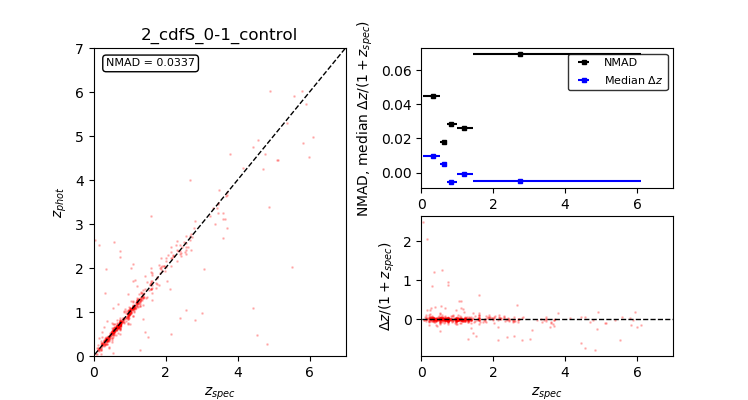 2_cdfS_0-1_control
NMAD = 0.0337
7
6
5
4
3
2
1
0
z_phot
0 2 4 6
z_spec
NMAD, median Δz/(1 + z_spec)
0.06
0.04
0.02
0.00
NMAD
Median Δz
0 2 4 6
Δz/(1 + z_spec)
2
1
0
0 2 4 6
z_spec